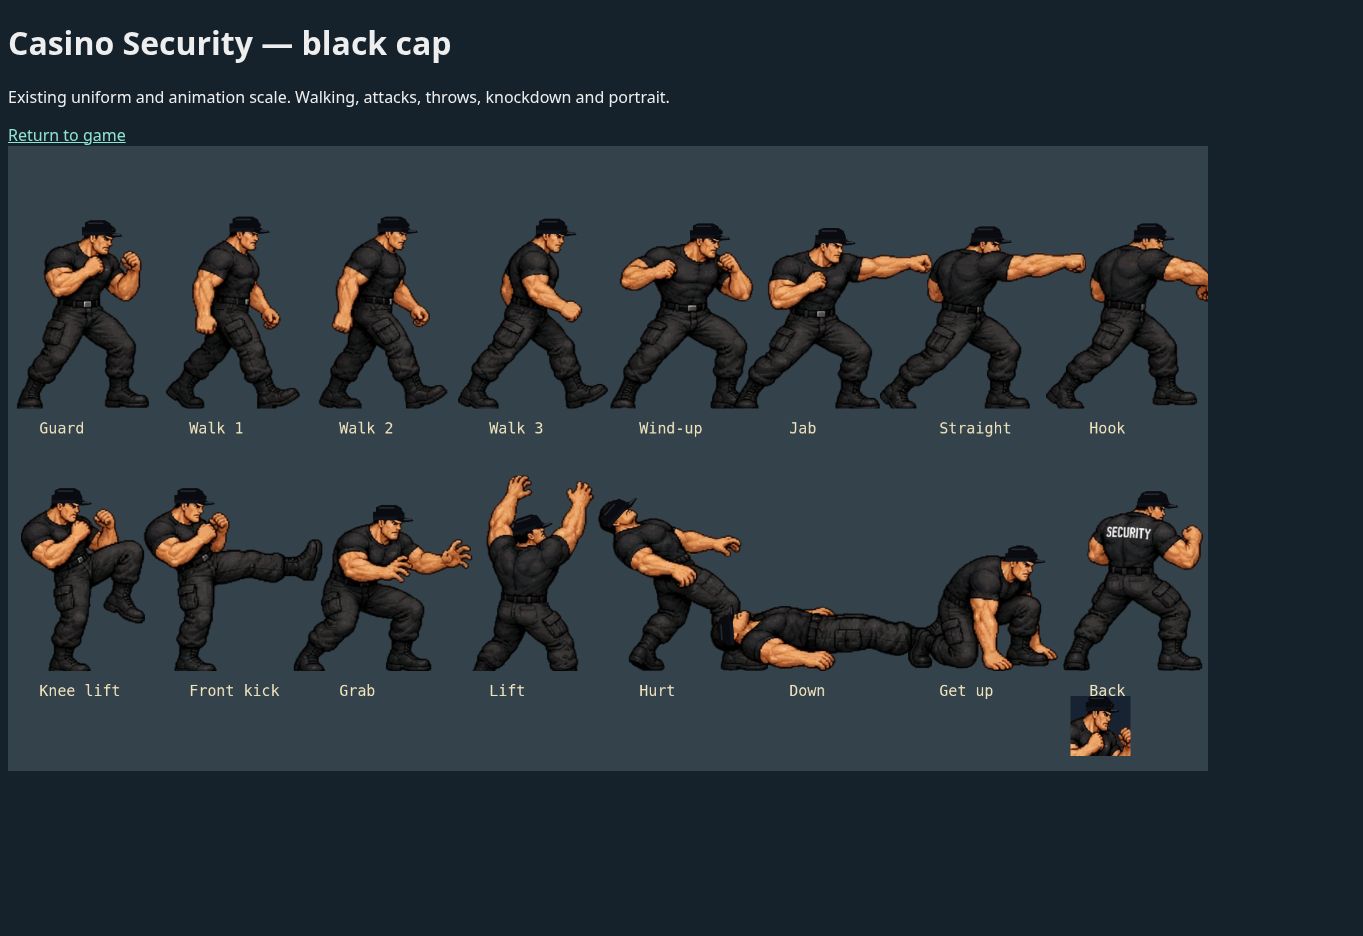 Casino Security — black cap
Existing uniform and animation scale. Walking, attacks, throws, knockdown and portrait.
Return to game
Guard Walk 1 Walk 2 Walk 3 Wind-up Jab Straight Hook
SECURITY
Knee lift Front kick Grab Lift Hurt Down Get up Back